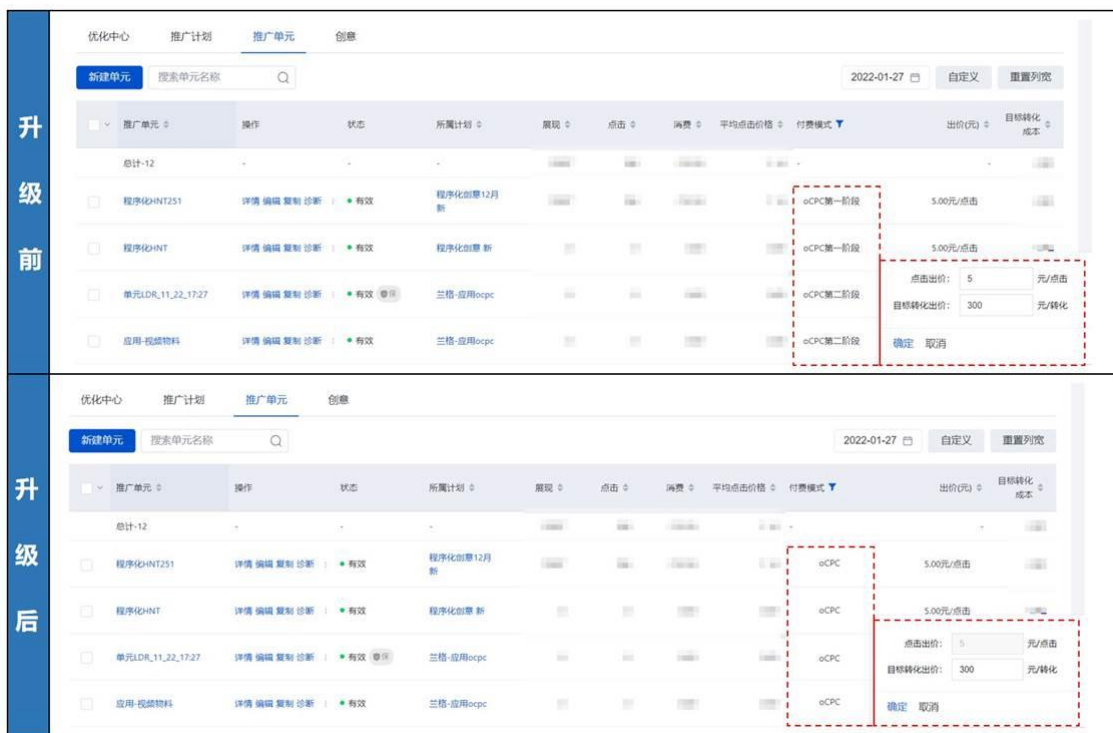 升级前
优化中心 推广计划 推广单元 创意
新建单元 搜索单元名称 2022-01-27 自定义 重置列宽
推广单元 操作 状态 所属计划 展现 点击 消费 平均点击价格 付费模式 出价(元) 目标转化
成本
总计-12 - - - - -
程序化HNT251 详情 编辑 复制 诊断 有效 程序化创意12月 oCPC第一阶段 5.00元/点击
新
程序化HNT 详情 编辑 复制 诊断 有效 程序化创意 新 oCPC第一阶段 5.00元/点击
点击出价: 5 元/点击
单元LDR_11_22_17:27 详情 编辑 复制 诊断 有效 保 兰格-应用ocpc oCPC第二阶段
目标转化出价: 300 元/转化
应用-视频物料 详情 编辑 复制 诊断 有效 兰格-应用ocpc oCPC第二阶段
确定 取消
升级后
优化中心 推广计划 推广单元 创意
新建单元 搜索单元名称 2022-01-27 自定义 重置列宽
推广单元 操作 状态 所属计划 展现 点击 消费 平均点击价格 付费模式 出价(元) 目标转化
成本
总计-12 - - - - -
程序化HNT251 详情 编辑 复制 诊断 有效 程序化创意12月 oCPC 5.00元/点击
新
程序化HNT 详情 编辑 复制 诊断 有效 程序化创意 新 oCPC 5.00元/点击
点击出价: 5 元/点击
单元LDR_11_22_17:27 详情 编辑 复制 诊断 有效 保 兰格-应用ocpc oCPC
目标转化出价: 300 元/转化
应用-视频物料 详情 编辑 复制 诊断 有效 兰格-应用ocpc oCPC
确定 取消